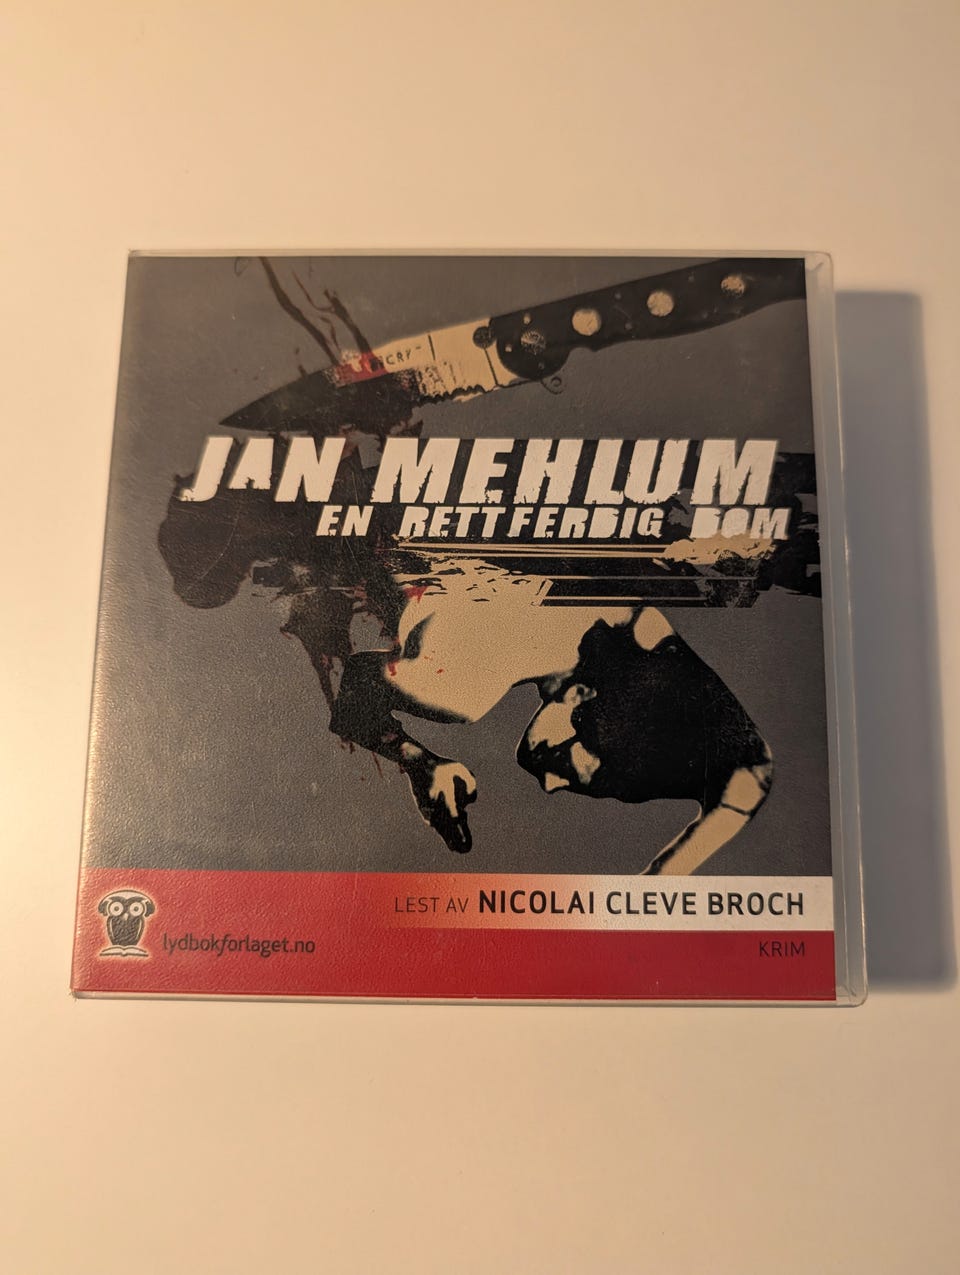 JAN MEHLUM
EN RETTFERDIG DOM
LEST AV NICOLAI CLEVE BROCH
lydbokforlaget.no
KRIM